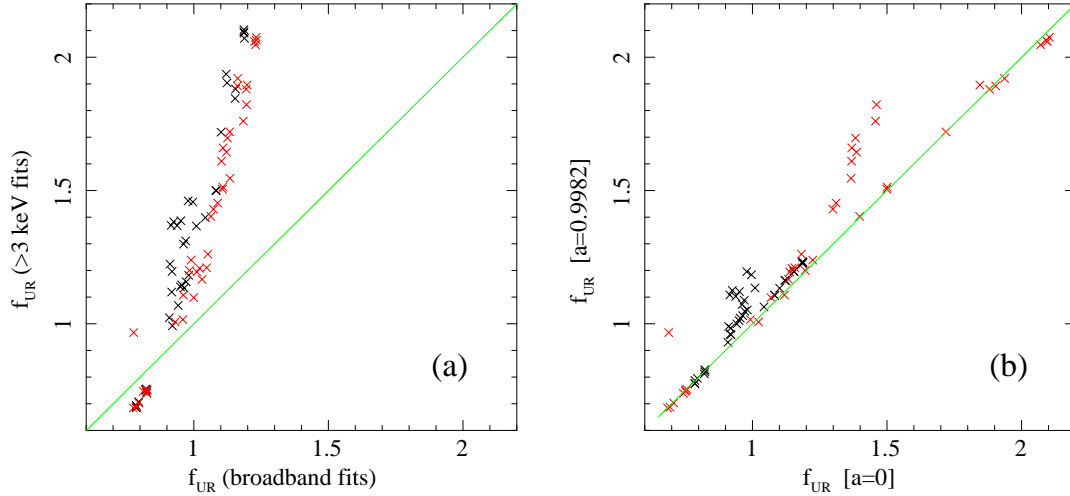 f_UR (>3 keV fits)
2
1.5
1
(a)
1
1.5
2
f_UR (broadband fits)
f_UR [a=0.9982]
2
1.5
1
(b)
1
1.5
2
f_UR [a=0]